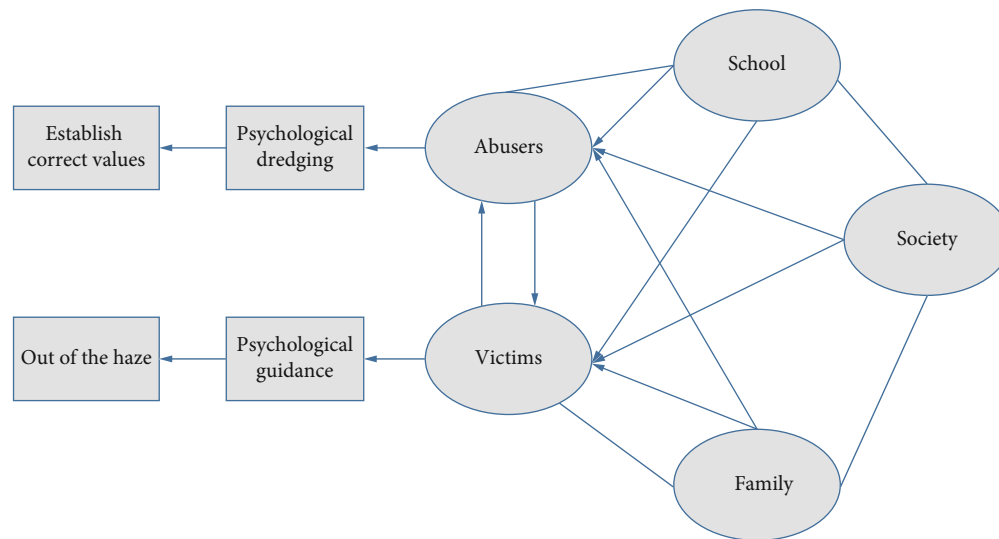 School
Establish
correct values
Psychological
dredging
Abusers
Society
Out of the haze
Psychological
guidance
Victims
Family